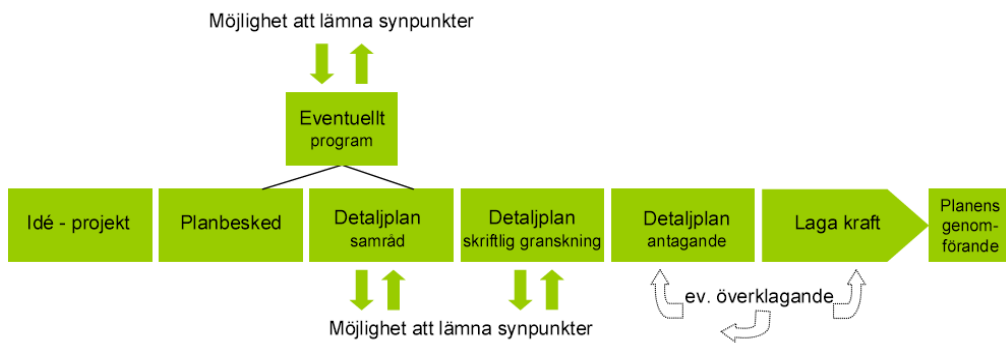 Möjlighet att lämna synpunkter
Eventuellt
program
Idé - projekt
Planbesked
Detaljplan
samråd
Detaljplan
skriftlig granskning
Detaljplan
antagande
Laga kraft
Planens
genom-
förande
ev. överklagande
Möjlighet att lämna synpunkter